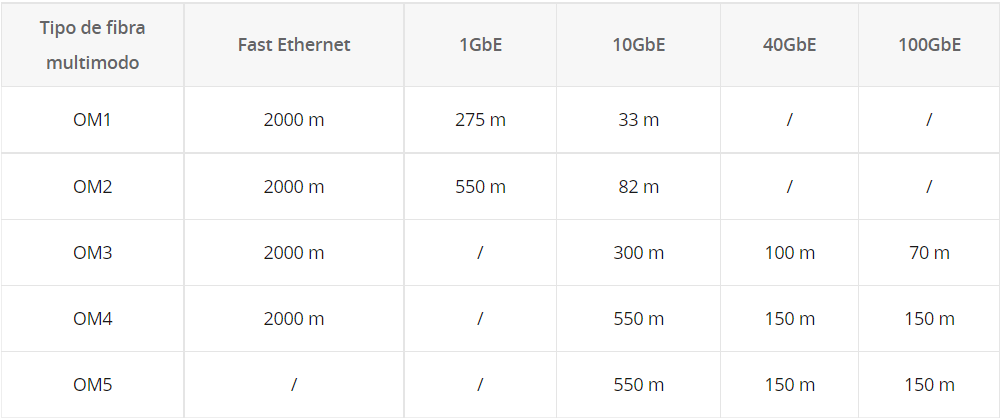 Tipo de fibra
multimodo
Fast Ethernet
1GbE
10GbE
40GbE
100GbE
OM1
2000 m
275 m
33 m
/
/
OM2
2000 m
550 m
82 m
/
/
OM3
2000 m
/
300 m
100 m
70 m
OM4
2000 m
/
550 m
150 m
150 m
OM5
/
/
550 m
150 m
150 m